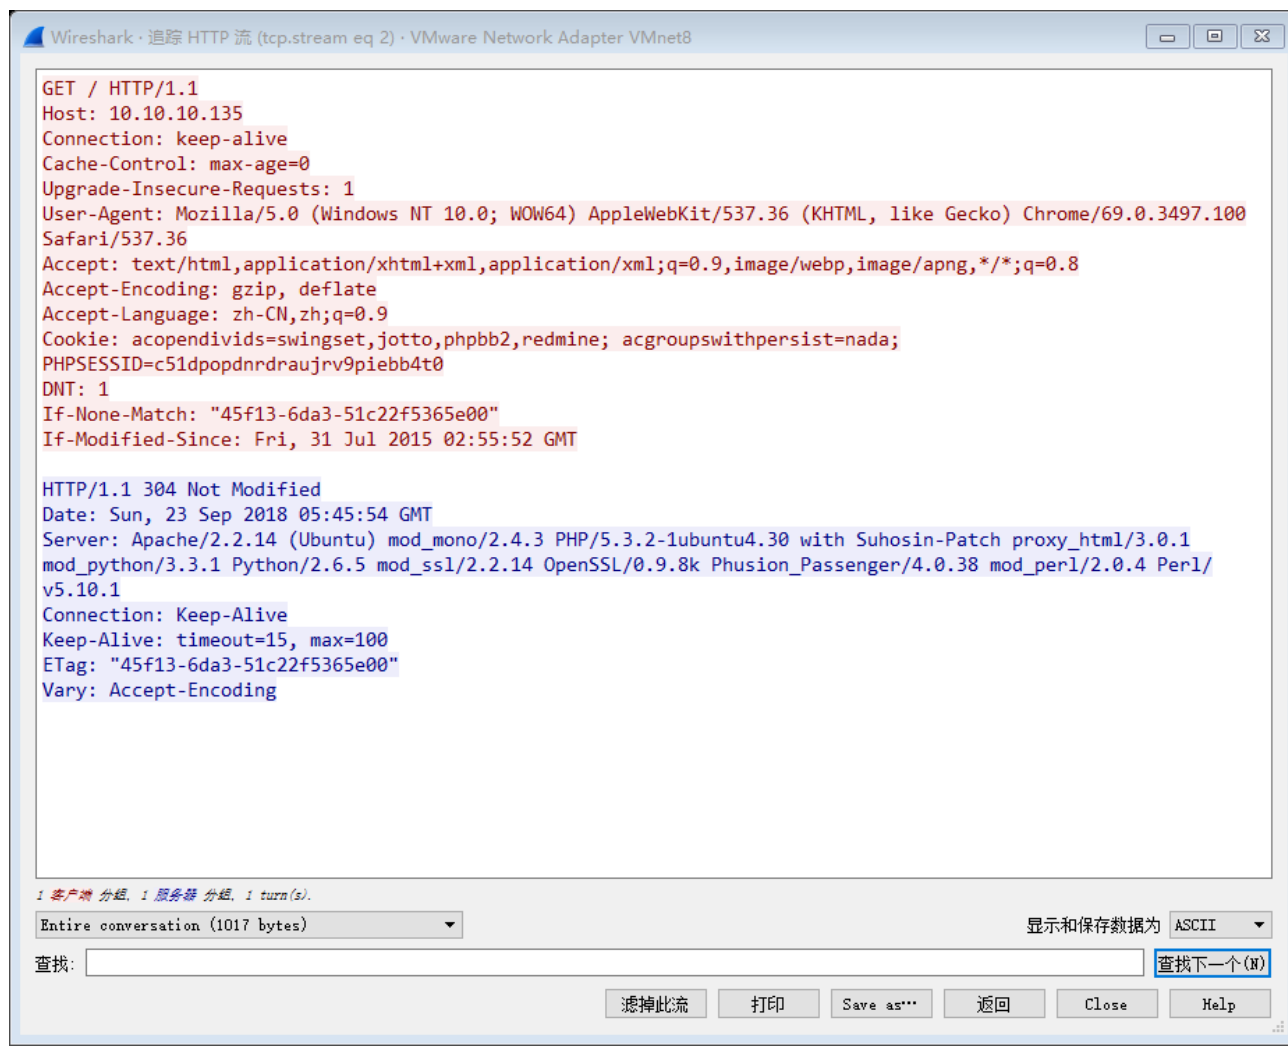 Wireshark · 追踪 HTTP 流 (tcp.stream eq 2) · VMware Network Adapter VMnet8
GET / HTTP/1.1
Host: 10.10.10.135
Connection: keep-alive
Cache-Control: max-age=0
Upgrade-Insecure-Requests: 1
User-Agent: Mozilla/5.0 (Windows NT 10.0; WOW64) AppleWebKit/537.36 (KHTML, like Gecko) Chrome/69.0.3497.100
Safari/537.36
Accept: text/html,application/xhtml+xml,application/xml;q=0.9,image/webp,image/apng,*/*;q=0.8
Accept-Encoding: gzip, deflate
Accept-Language: zh-CN,zh;q=0.9
Cookie: acopendivids=swingset,jotto,phpbb2,redmine; acgroupswithpersist=nada;
PHPSESSID=c51dpopdnrdraujrv9piebb4t0
DNT: 1
If-None-Match: "45f13-6da3-51c22f5365e00"
If-Modified-Since: Fri, 31 Jul 2015 02:55:52 GMT
HTTP/1.1 304 Not Modified
Date: Sun, 23 Sep 2018 05:45:54 GMT
Server: Apache/2.2.14 (Ubuntu) mod_mono/2.4.3 PHP/5.3.2-1ubuntu4.30 with Suhosin-Patch proxy_html/3.0.1
mod_python/3.3.1 Python/2.6.5 mod_ssl/2.2.14 OpenSSL/0.9.8k Phusion_Passenger/4.0.38 mod_perl/2.0.4 Perl/
v5.10.1
Connection: Keep-Alive
Keep-Alive: timeout=15, max=100
ETag: "45f13-6da3-51c22f5365e00"
Vary: Accept-Encoding
1 客户端 分组, 1 服务器 分组, 1 turn(s).
Entire conversation (1017 bytes) 显示和保存数据为 ASCII
查找: 查找下一个(N)
滤掉此流 打印 Save as… 返回 Close Help